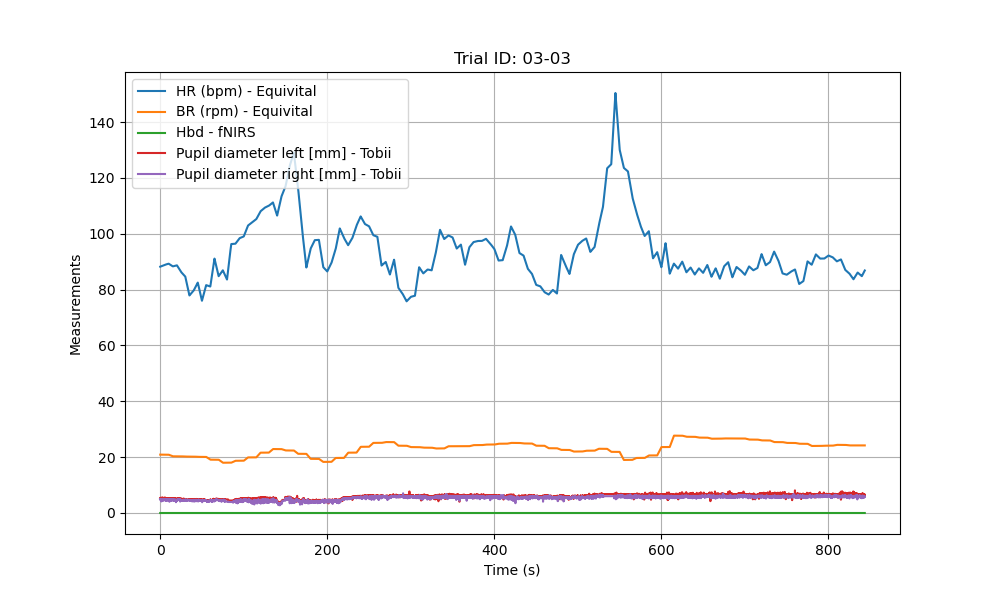 Trial ID: 03-03
HR (bpm) - Equivital
BR (rpm) - Equivital
Hbd - fNIRS
Pupil diameter left [mm] - Tobii
Pupil diameter right [mm] - Tobii
Measurements
140
120
100
80
60
40
20
0
0 200 400 600 800
Time (s)